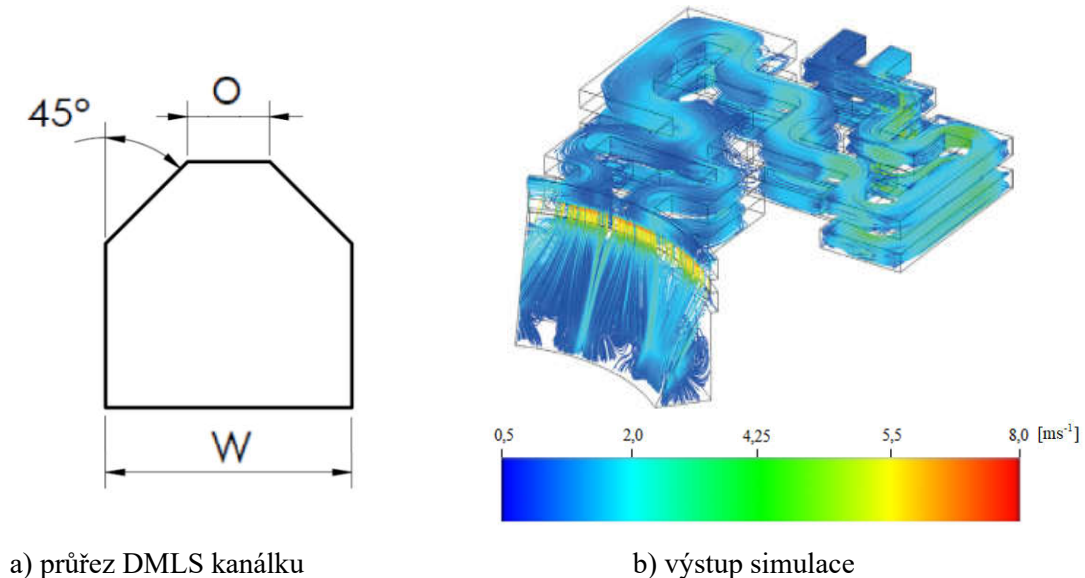 O
45°
W
0,5 2,0 4,25 5,5 8,0 [ms⁻¹]
a) průřez DMLS kanálku b) výstup simulace